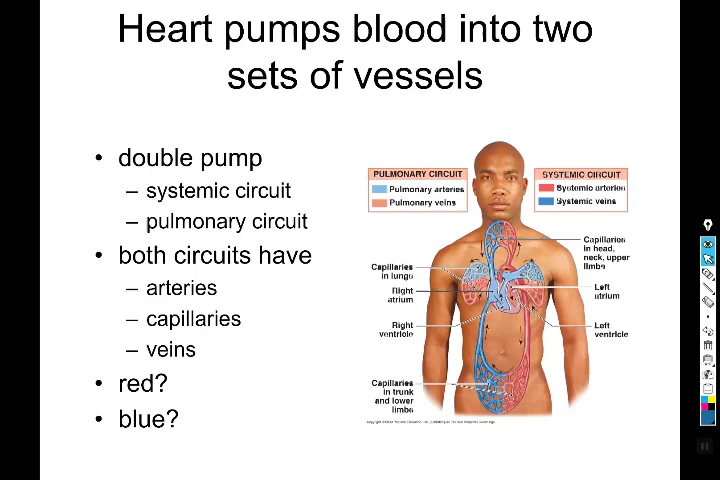 Heart pumps blood into two
sets of vessels
• double pump
– systemic circuit
– pulmonary circuit
• both circuits have
– arteries
– capillaries
– veins
• red?
• blue?
PULMONARY CIRCUIT
Pulmonary arteries
Pulmonary veins
SYSTEMIC CIRCUIT
Systemic arteries
Systemic veins
Capillaries
in head,
neck, upper
limbs
Capillaries
in lungs
Right
atrium
Left
atrium
Right
ventricle
Left
ventricle
Capillaries
in trunk
and lower
limbs